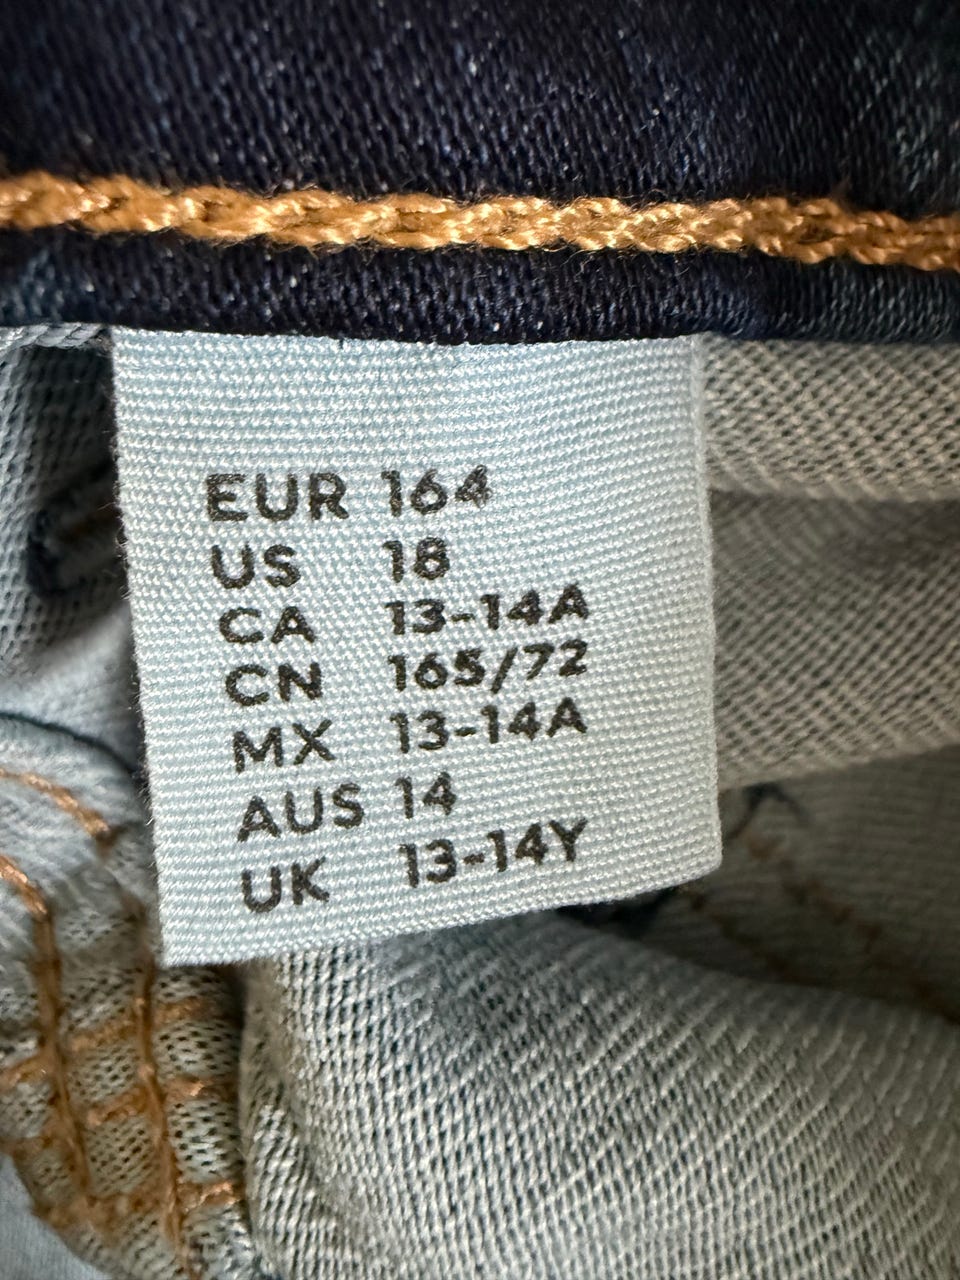 EUR 164
US 18
CA 13-14A
CN 165/72
MX 13-14A
AUS 14
UK 13-14Y